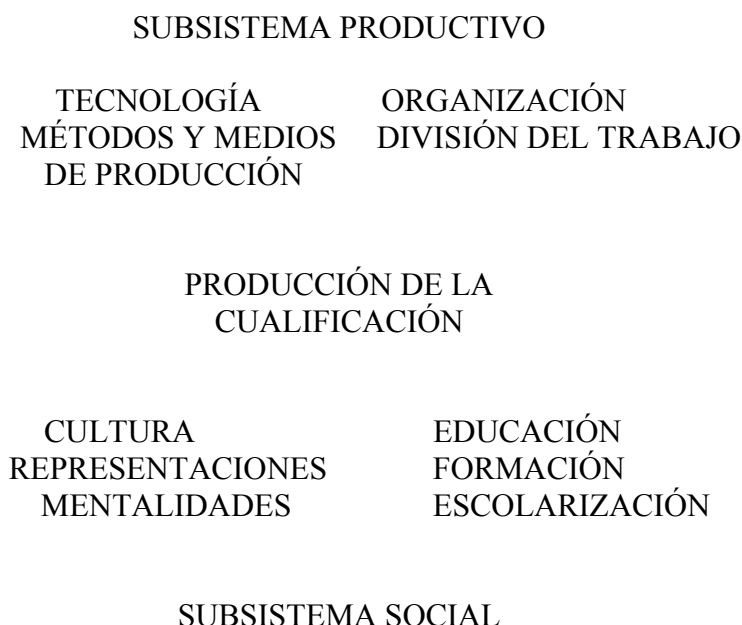 SUBSISTEMA PRODUCTIVO
TECNOLOGÍA ORGANIZACIÓN
MÉTODOS Y MEDIOS DIVISIÓN DEL TRABAJO
DE PRODUCCIÓN
PRODUCCIÓN DE LA
CUALIFICACIÓN
CULTURA EDUCACIÓN
REPRESENTACIONES FORMACIÓN
MENTALIDADES ESCOLARIZACIÓN
SUBSISTEMA SOCIAL